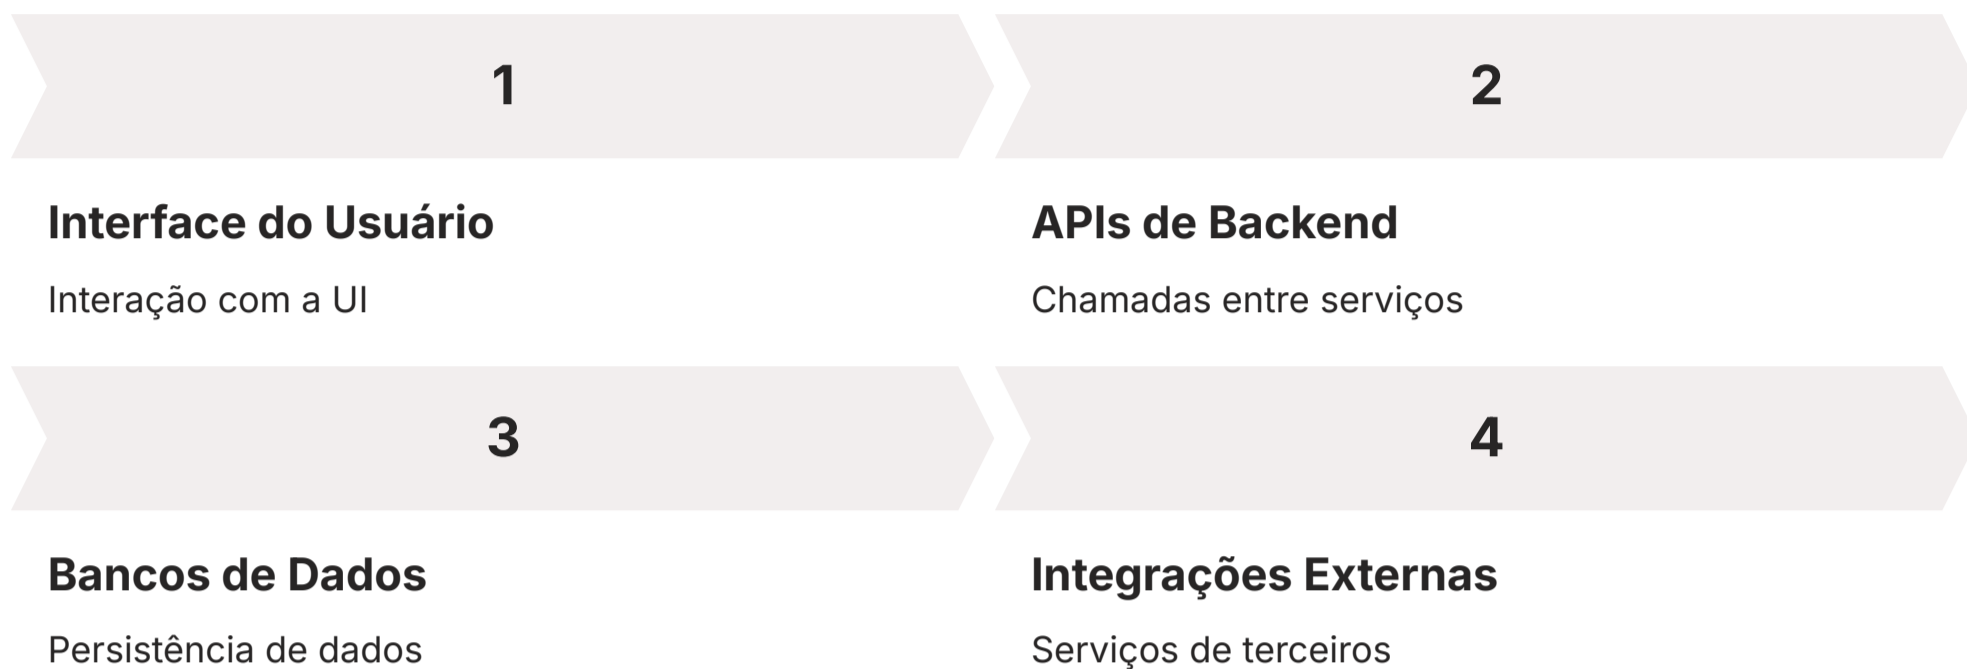 1
Interface do Usuário
Interação com a UI
2
APIs de Backend
Chamadas entre serviços
3
Bancos de Dados
Persistência de dados
4
Integrações Externas
Serviços de terceiros